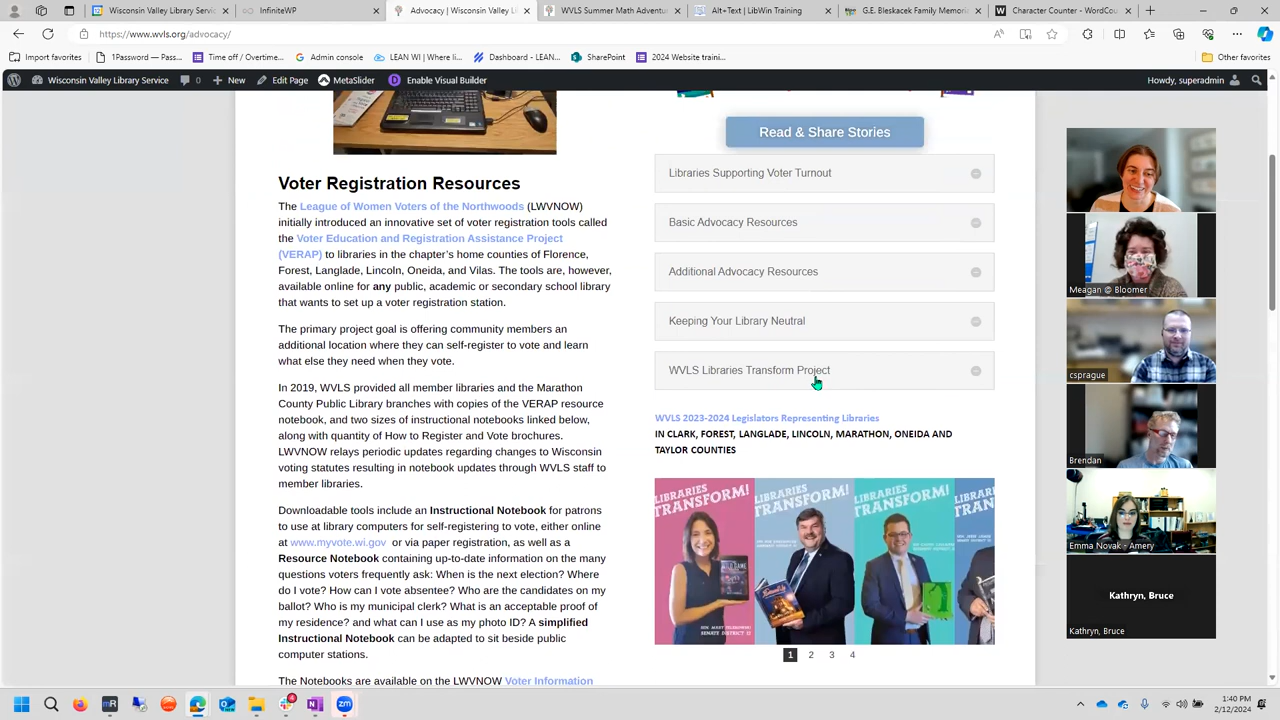 Wisconsin Valley Library Servic
InfiniteWP
Advocacy | Wisconsin Valley L
WVLS Summer Math Adventu
Alt+Text | LibWin Training
G.E. Bleskacek Family Memori
Character Counter - WordCou
https://www.wvls.org/advocacy/
Import favorites
1Password — Pass...
Time off / Overtime...
Admin console
LEAN WI | Where li...
Dashboard - LEAN...
SharePoint
2024 Website traini...
Other favorites
Wisconsin Valley Library Service
0
New
Edit Page
MetaSlider
Enable Visual Builder
Howdy, superadmin
Voter Registration Resources
The League of Women Voters of the Northwoods (LWVNOW)
initially introduced an innovative set of voter registration tools called
the Voter Education and Registration Assistance Project
(VERAP) to libraries in the chapter's home counties of Florence,
Forest, Langlade, Lincoln, Oneida, and Vilas. The tools are, however,
available online for any public, academic or secondary school library
that wants to set up a voter registration station.
The primary project goal is offering community members an
additional location where they can self-register to vote and learn
what else they need when they vote.
In 2019, WVLS provided all member libraries and the Marathon
County Public Library branches with copies of the VERAP resource
notebook, and two sizes of instructional notebooks linked below,
along with quantity of How to Register and Vote brochures.
LWVNOW relays periodic updates regarding changes to Wisconsin
voting statutes resulting in notebook updates through WVLS staff to
member libraries.
Downloadable tools include an Instructional Notebook for patrons
to use at library computers for self-registering to vote, either online
at www.myvote.wi.gov or via paper registration, as well as a
Resource Notebook containing up-to-date information on the many
questions voters frequently ask: When is the next election? Where
do I vote? How can I vote absentee? Who are the candidates on my
ballot? Who is my municipal clerk? What is an acceptable proof of
my residence? and what can I use as my photo ID? A simplified
Instructional Notebook can be adapted to sit beside public
computer stations.
The Notebooks are available on the LWVNOW Voter Information
Read & Share Stories
Libraries Supporting Voter Turnout
Basic Advocacy Resources
Additional Advocacy Resources
Keeping Your Library Neutral
WVLS Libraries Transform Project
WVLS 2023-2024 Legislators Representing Libraries
IN CLARK, FOREST, LANGLADE, LINCOLN, MARATHON, ONEIDA AND
TAYLOR COUNTIES
LIBRARIES TRANSFORM!
LIBRARIES TRANSFORM!
LIBRARIES TRANSFORM!
1 2 3 4
Meagan @ Bloomer
csprague
Brendan
Emma Novak - Amery
Kathryn, Bruce
Kathryn, Bruce
1:40 PM
2/12/2024